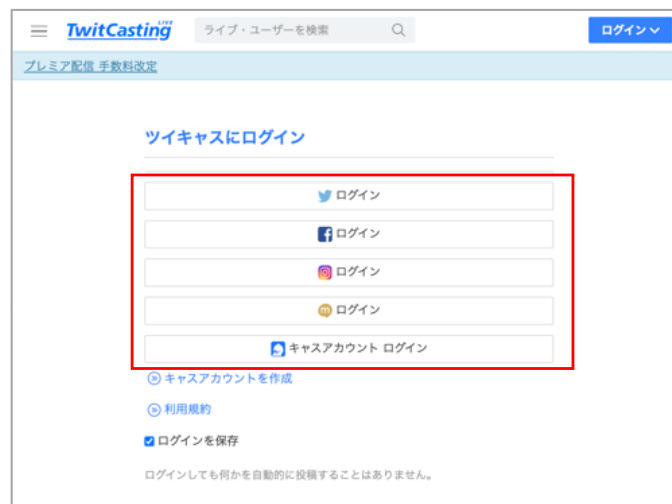 TwitCasting LIVE
ライブ・ユーザーを検索
ログイン
プレミア配信 手数料改定
ツイキャスにログイン
ログイン
ログイン
ログイン
ログイン
キャスアカウント ログイン
キャスアカウントを作成
利用規約
ログインを保存
ログインしても何かを自動的に投稿することはありません。